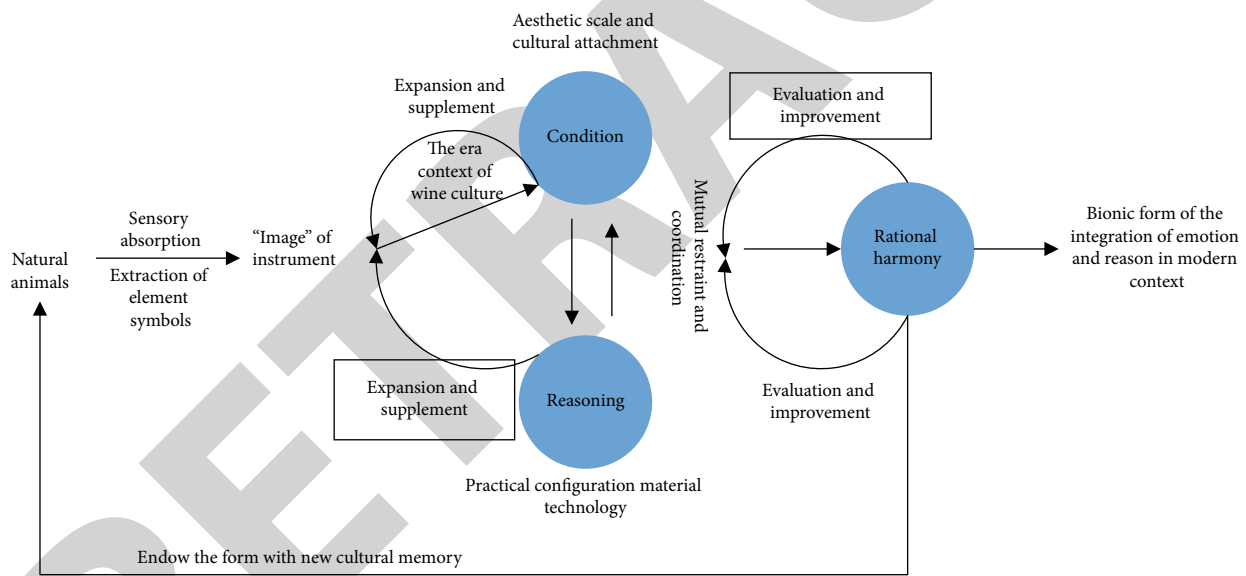 Aesthetic scale and
cultural attachment
Expansion and
supplement
Condition
The era
context of
wine culture
Evaluation and
improvement
Natural
animals
Sensory
absorption
Extraction of
element
symbols
"Image" of
instrument
Mutual restraint and
coordination
Rational
harmony
Bionic form of the
integration of emotion
and reason in modern
context
Expansion and
supplement
Reasoning
Evaluation and
improvement
Practical configuration material
technology
Endow the form with new cultural memory